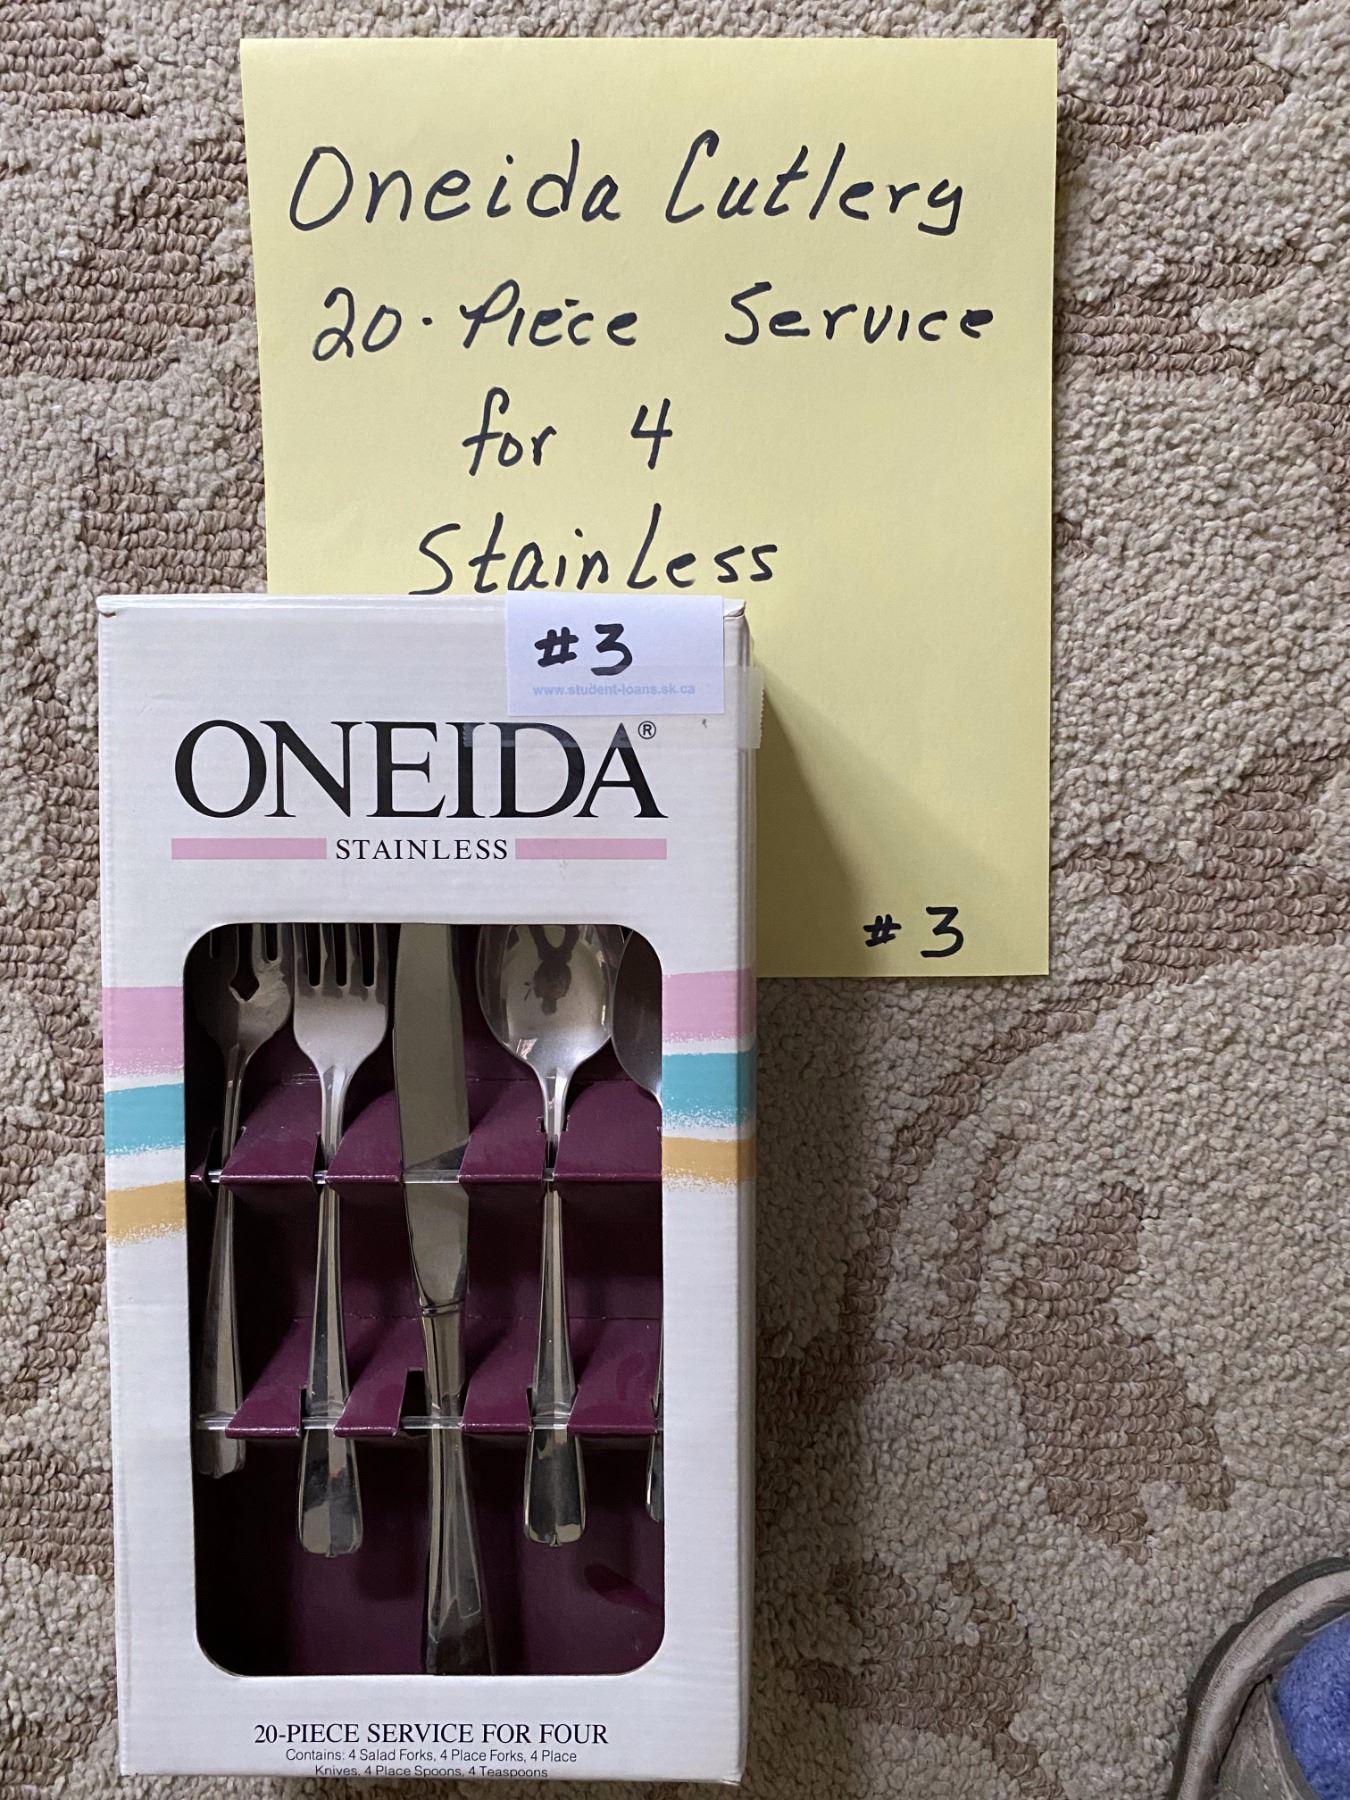 Oneida Cutlery
20-Piece Service
for 4
Stainless
#3
www.student-loans.sk.ca
ONEIDA®
STAINLESS
#3
20-PIECE SERVICE FOR FOUR
Contains: 4 Salad Forks, 4 Place Forks, 4 Place
Knives, 4 Place Spoons, 4 Teaspoons